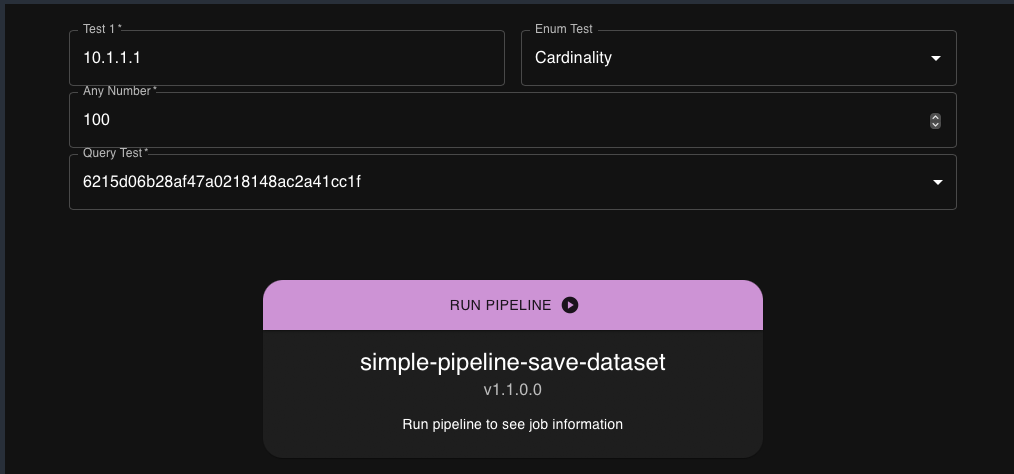 Test 1 *
Enum Test
10.1.1.1
Cardinality
Any Number *
100
Query Test *
6215d06b28af47a0218148ac2a41cc1f
RUN PIPELINE
simple-pipeline-save-dataset
v1.1.0.0
Run pipeline to see job information